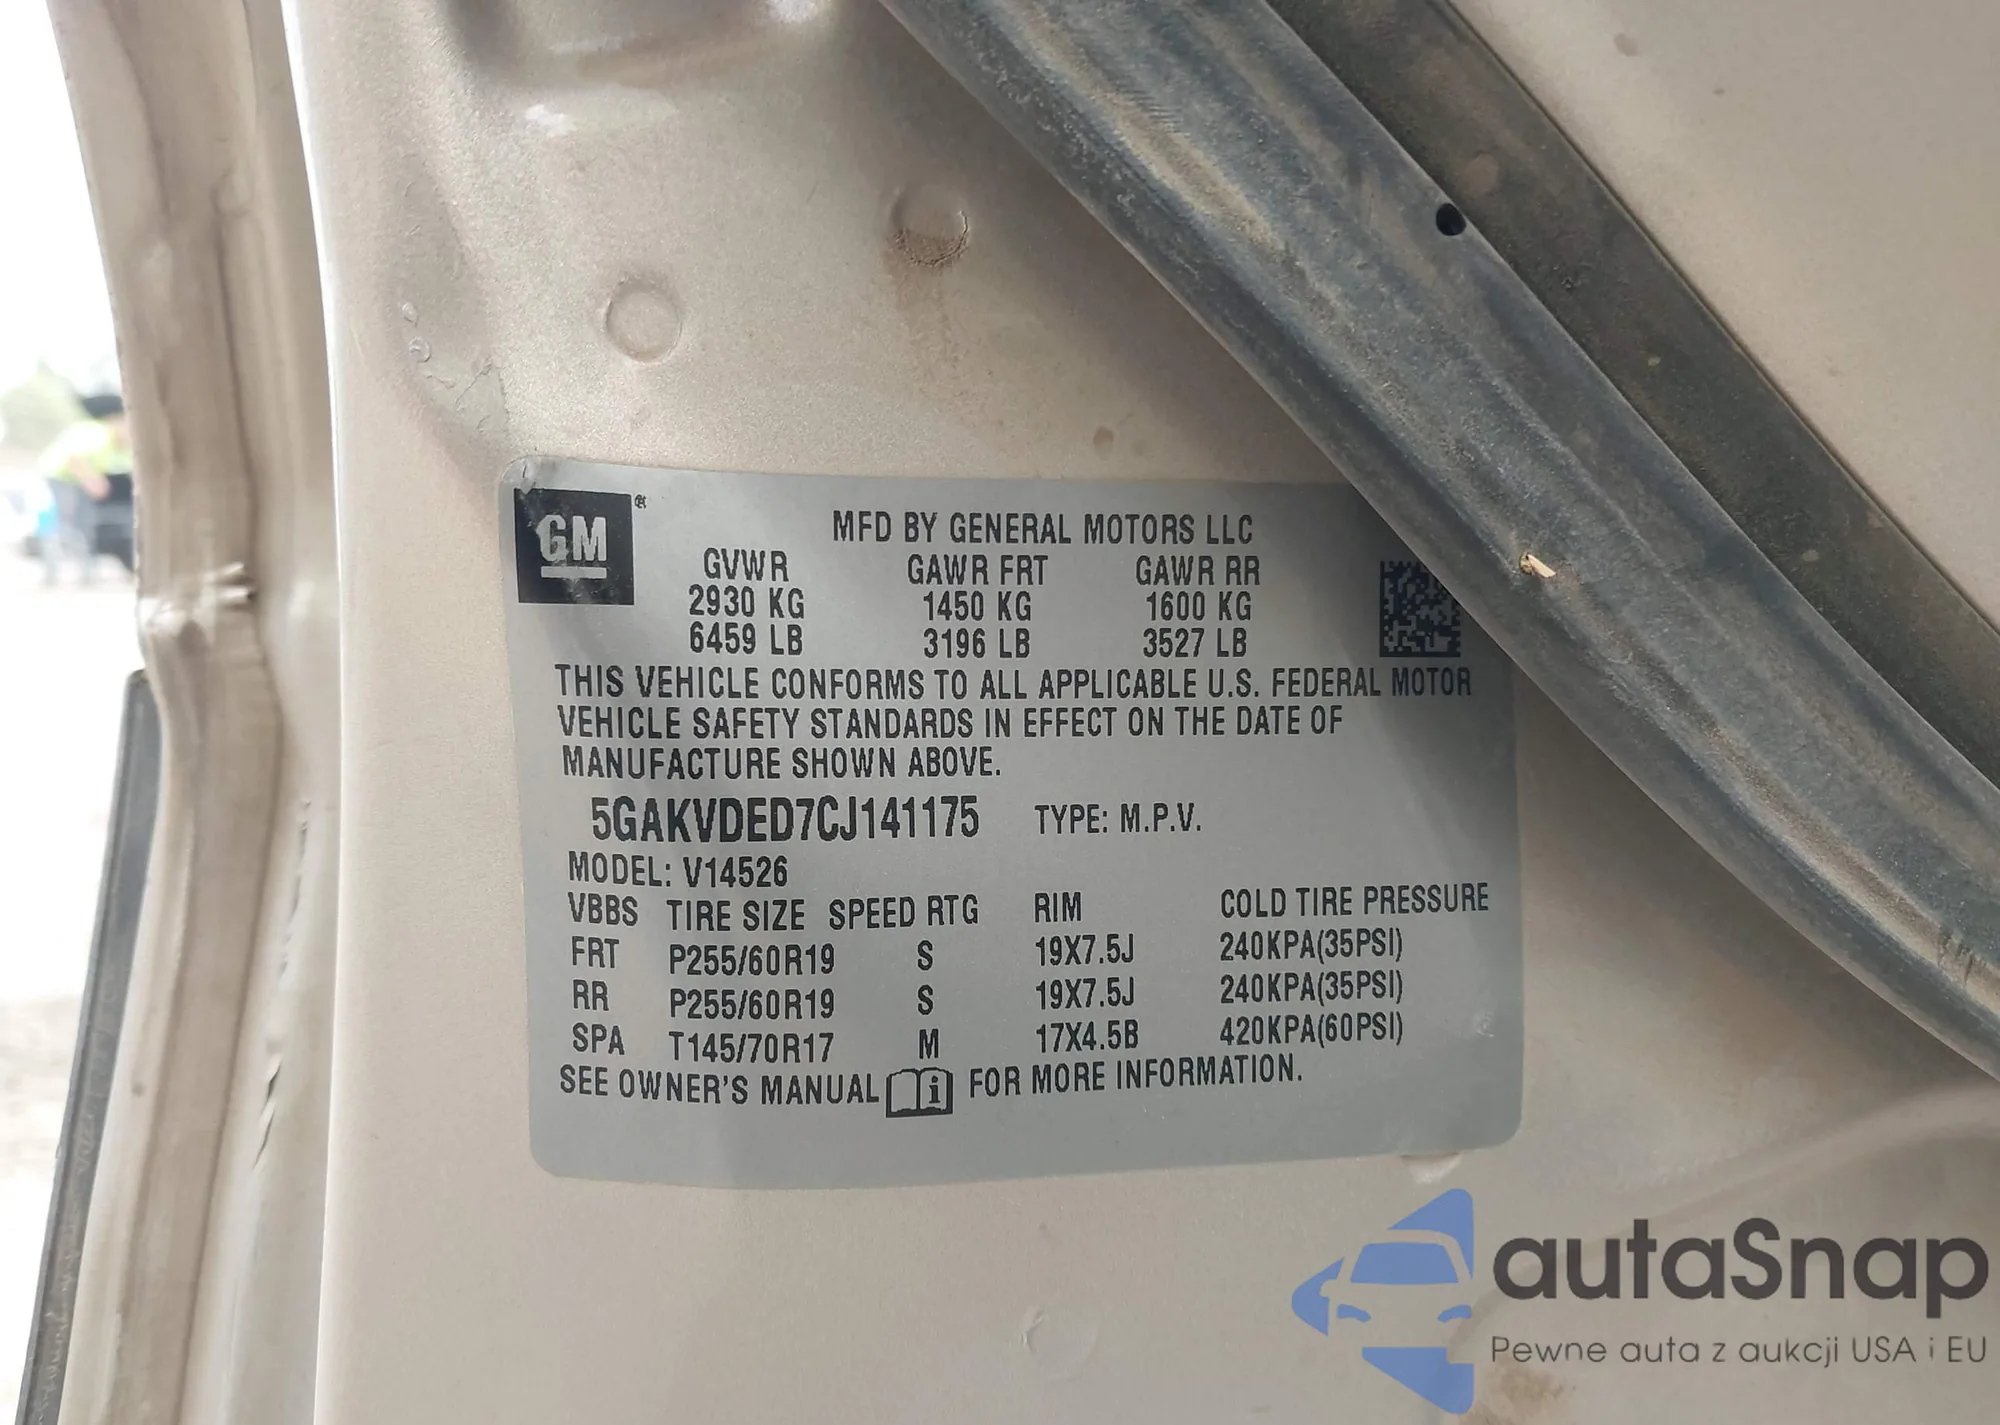 GM
MFD BY GENERAL MOTORS LLC
GVWR GAWR FRT GAWR RR
2930 KG 1450 KG 1600 KG
6459 LB 3196 LB 3527 LB
THIS VEHICLE CONFORMS TO ALL APPLICABLE U.S. FEDERAL MOTOR
VEHICLE SAFETY STANDARDS IN EFFECT ON THE DATE OF
MANUFACTURE SHOWN ABOVE.
5GAKVDED7CJ141175 TYPE: M.P.V.
MODEL: V14526
VBBS TIRE SIZE SPEED RTG RIM COLD TIRE PRESSURE
FRT P255/60R19 S 19X7.5J 240KPA(35PSI)
RR P255/60R19 S 19X7.5J 240KPA(35PSI)
SPA T145/70R17 M 17X4.5B 420KPA(60PSI)
SEE OWNER'S MANUAL i FOR MORE INFORMATION.
autaSnap
Pewne auta z aukcji USA i EU